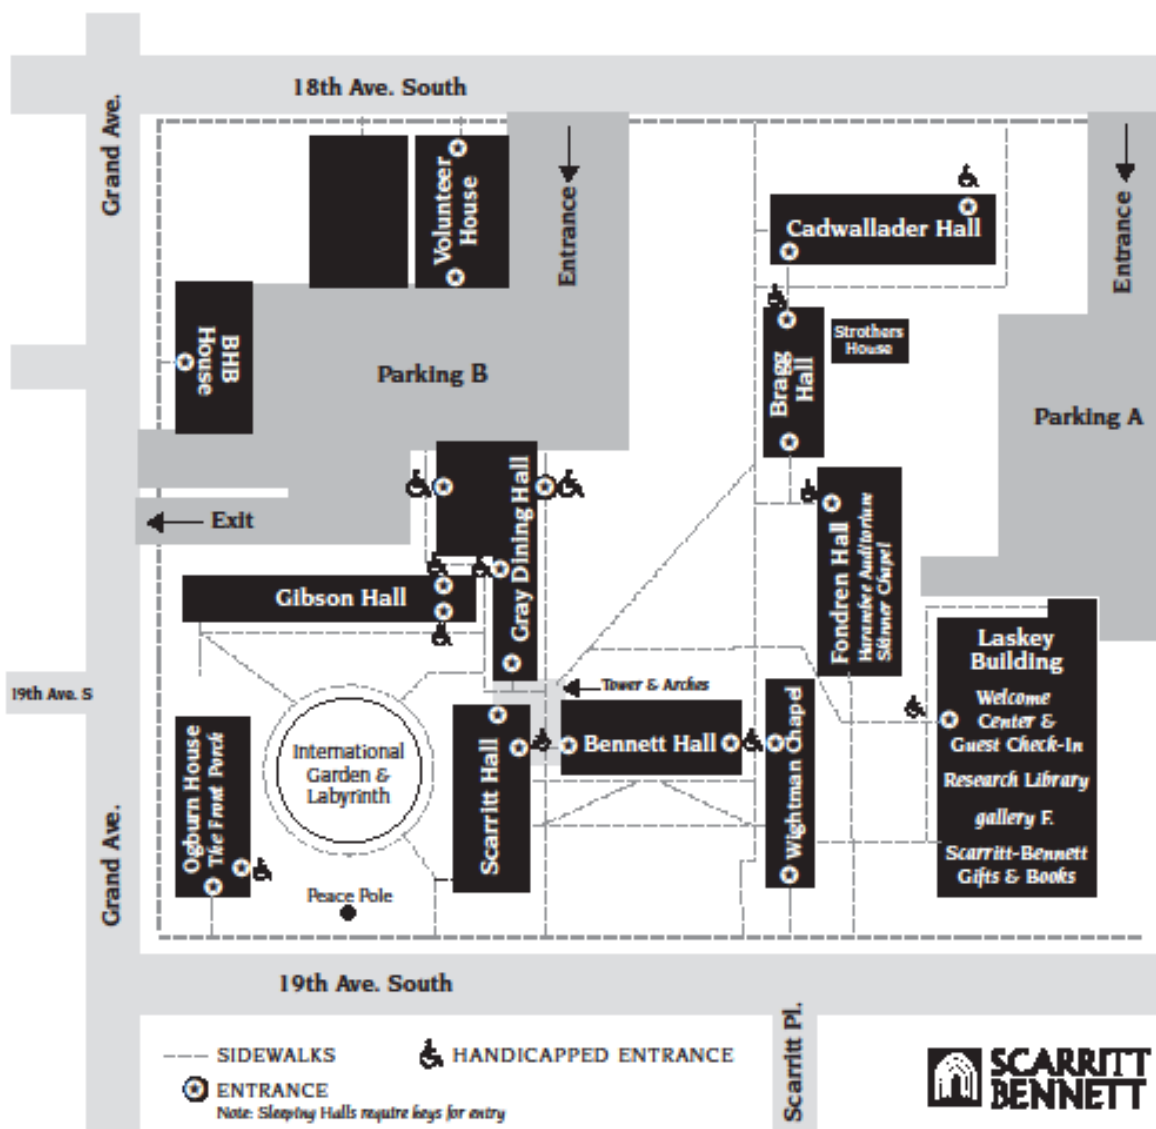 18th Ave. South
Grand Ave.
Volunteer
House
Entrance
Cadwallader Hall
Entrance
BHB
House
Strothers
House
Parking B
Bragg
Hall
Parking A
Exit
Gray Dining Hall
Gibson Hall
Fondren Hall
Harambee Auditorium
Skinner Chapel
Laskey
Building
Welcome
Center &
Guest Check-In
Research Library
gallery F.
Scarritt-Bennett
Gifts & Books
19th Ave. S
Tower & Arches
International
Garden &
Labyrinth
Bennett Hall
Wightman Chapel
Scarritt Hall
Ogburn House
The Front Porch
Grand Ave.
Peace Pole
19th Ave. South
Scarritt Pl.
SIDEWALKS
HANDICAPPED ENTRANCE
ENTRANCE
Note: Sleeping Halls require keys for entry
SCARRITT
BENNETT